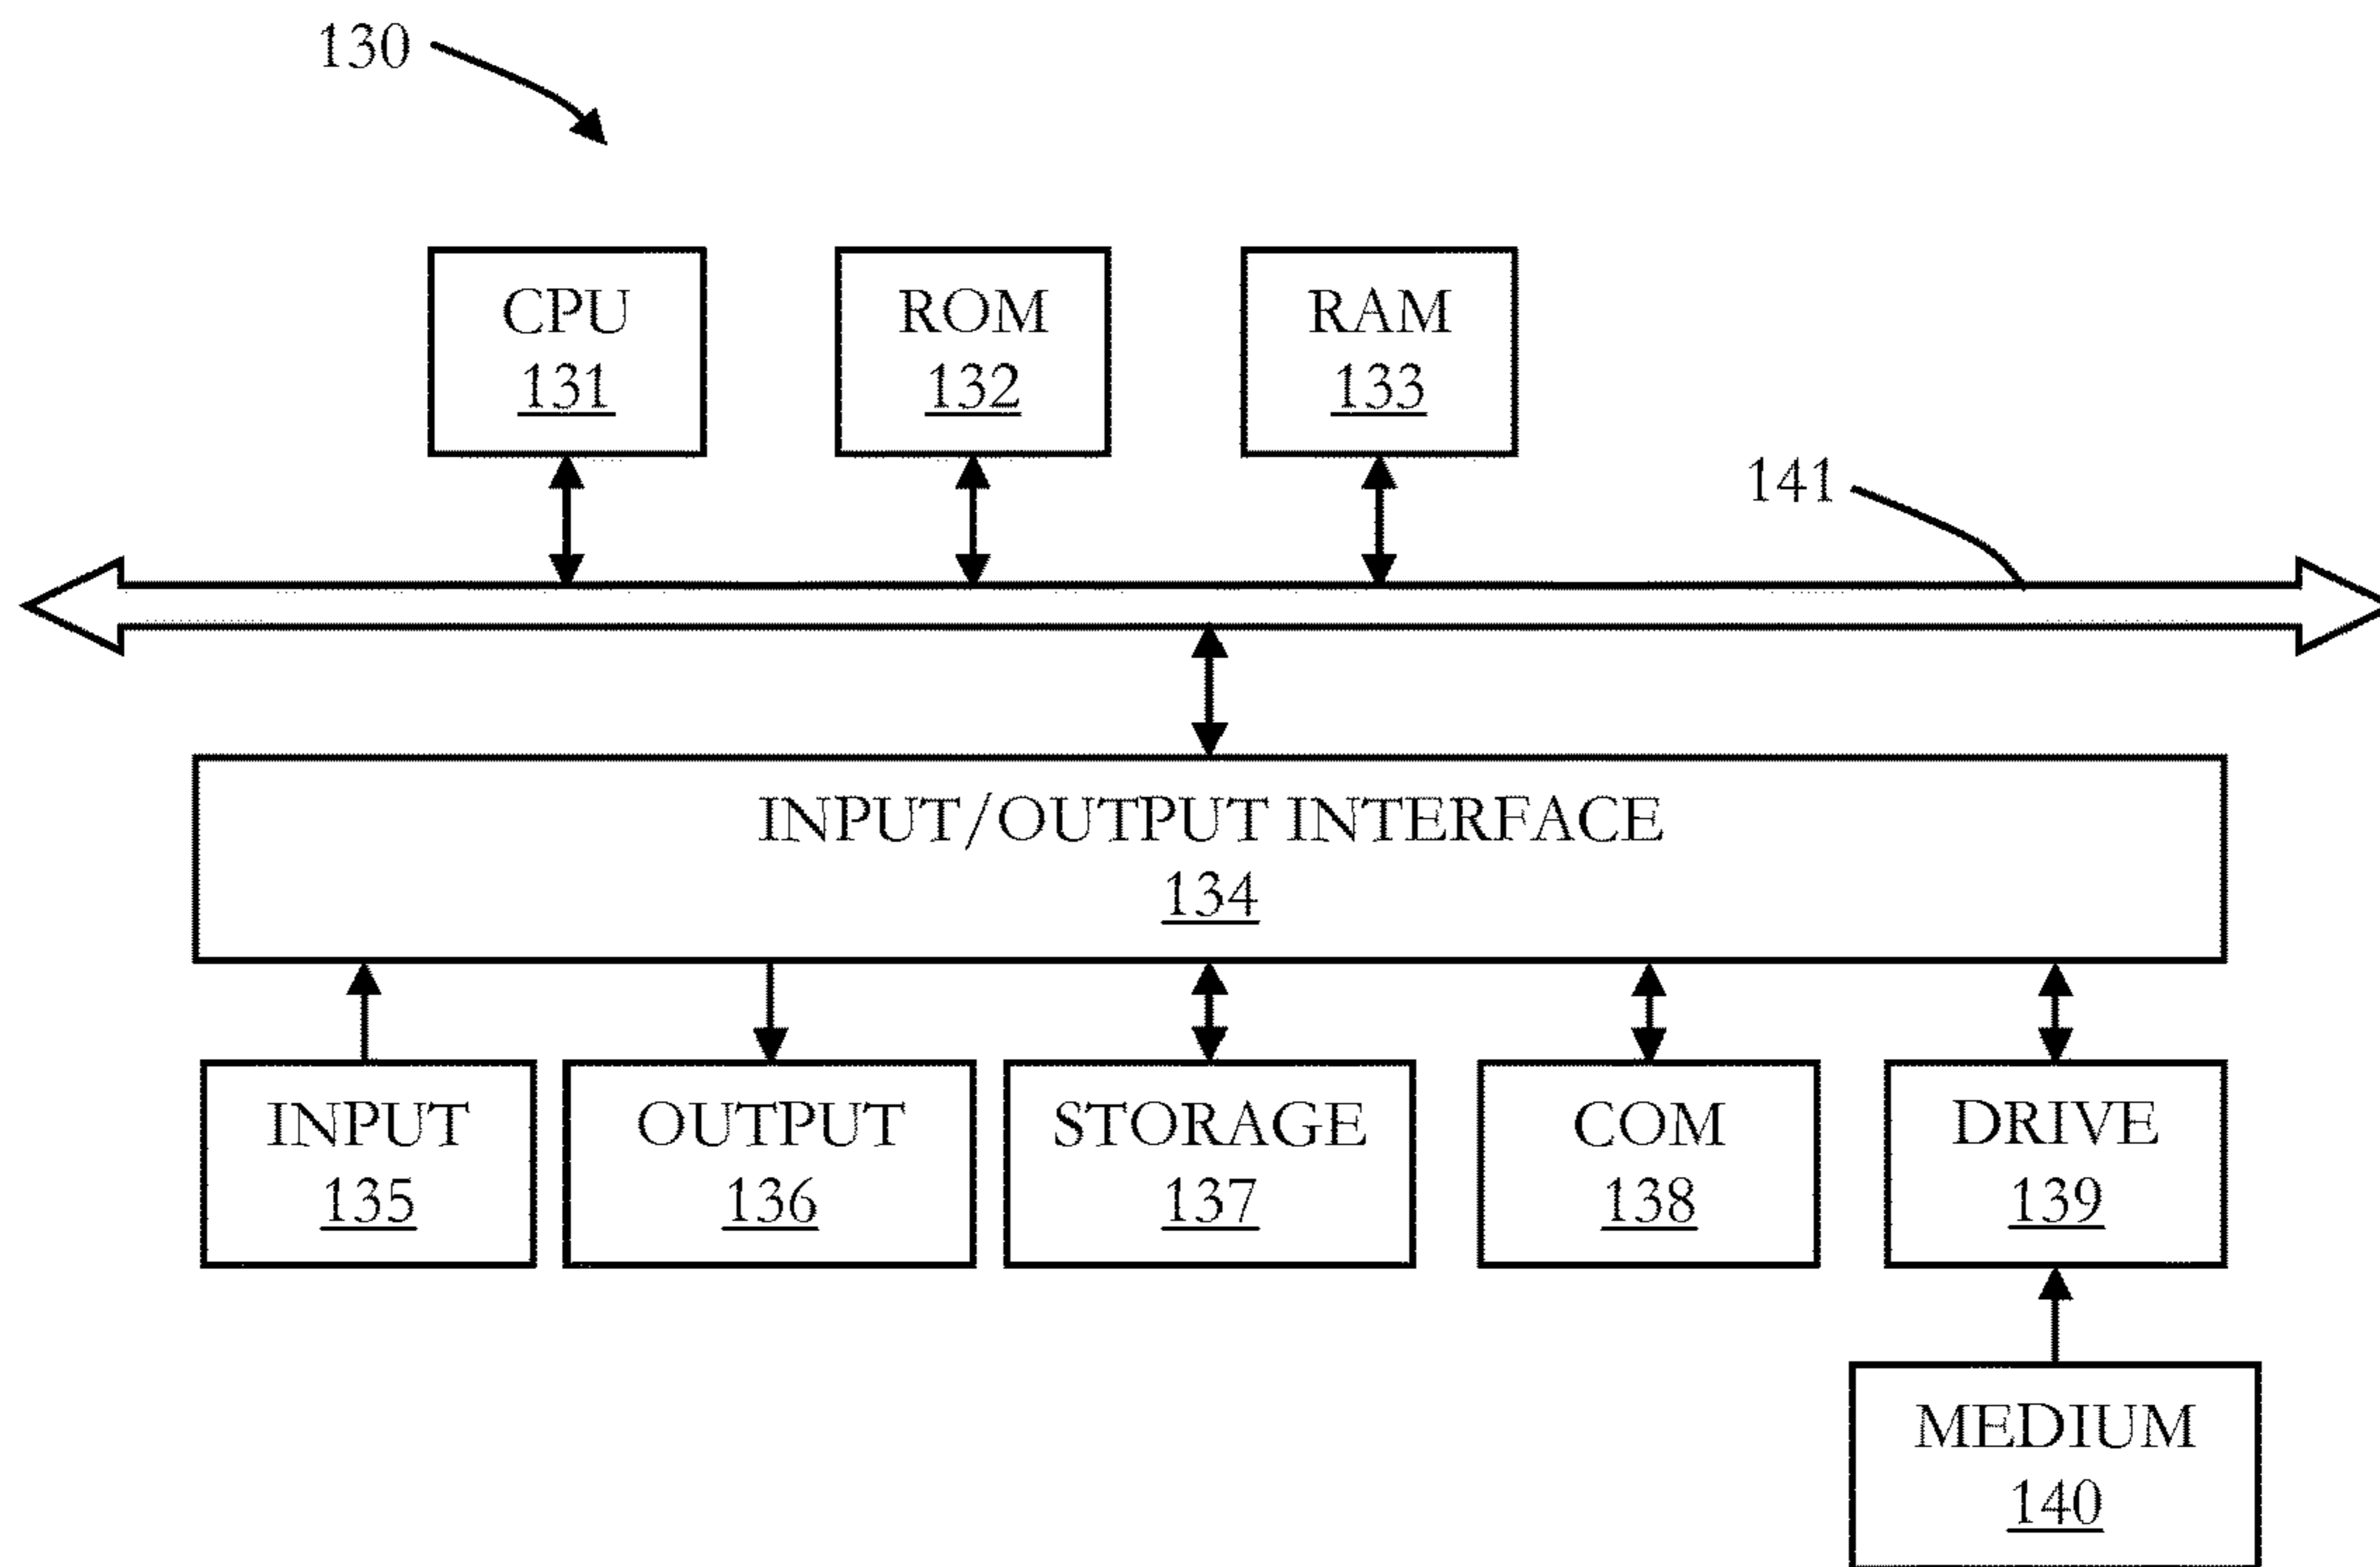 130
CPU
131
ROM
132
RAM
133
141
INPUT/OUTPUT INTERFACE
134
INPUT
135
OUTPUT
136
STORAGE
137
COM
138
DRIVE
139
MEDIUM
140